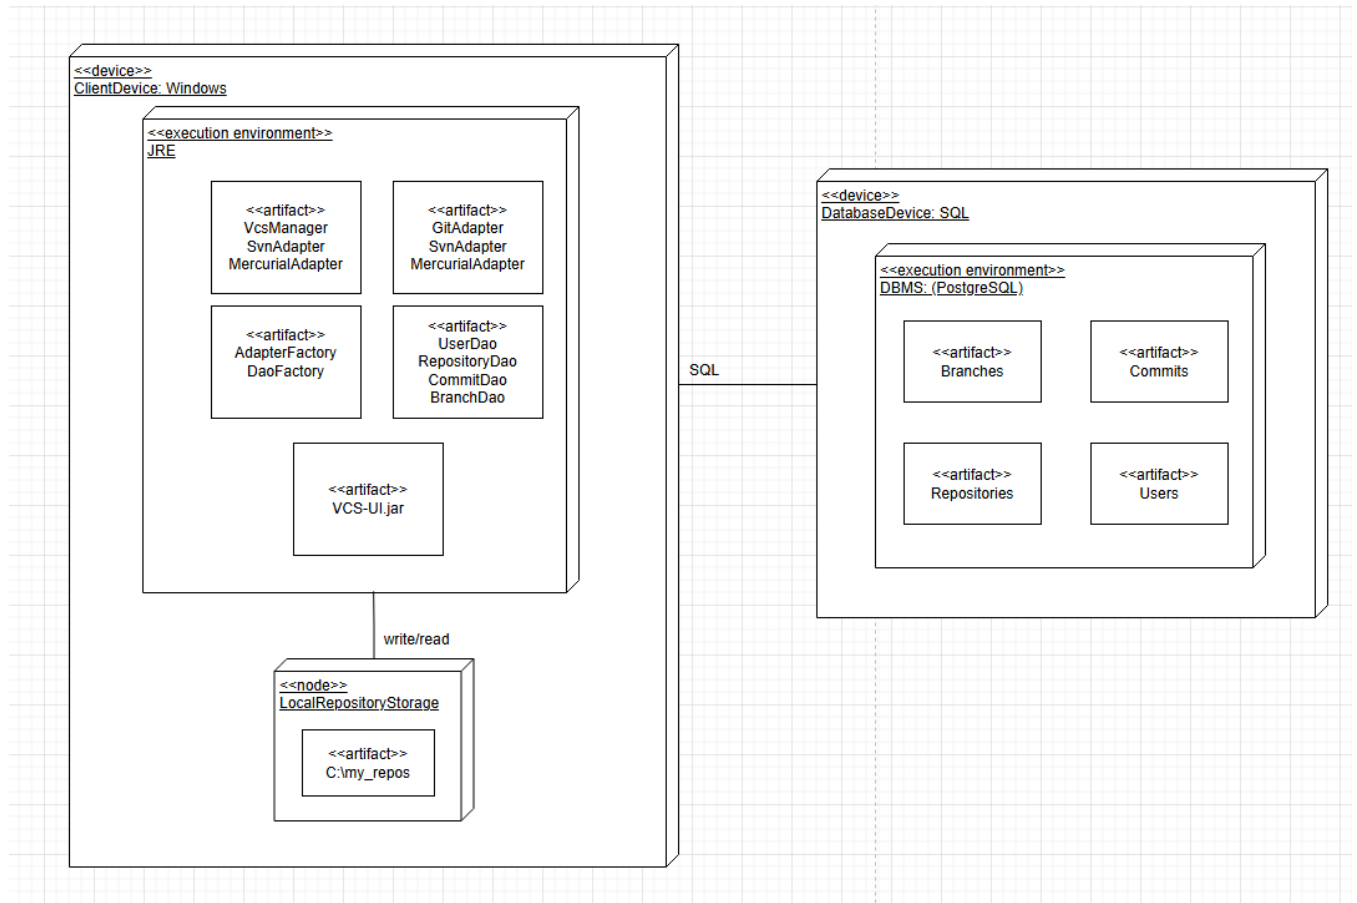 <<device>>
ClientDevice: Windows
<<execution environment>>
JRE
<<artifact>>
VcsManager
SvnAdapter
MercurialAdapter
<<artifact>>
GitAdapter
SvnAdapter
MercurialAdapter
<<artifact>>
AdapterFactory
DaoFactory
<<artifact>>
UserDao
RepositoryDao
CommitDao
BranchDao
<<artifact>>
VCS-UI.jar
write/read
<<node>>
LocalRepositoryStorage
<<artifact>>
C:\my_repos
SQL
<<device>>
DatabaseDevice: SQL
<<execution environment>>
DBMS: (PostgreSQL)
<<artifact>>
Branches
<<artifact>>
Commits
<<artifact>>
Repositories
<<artifact>>
Users